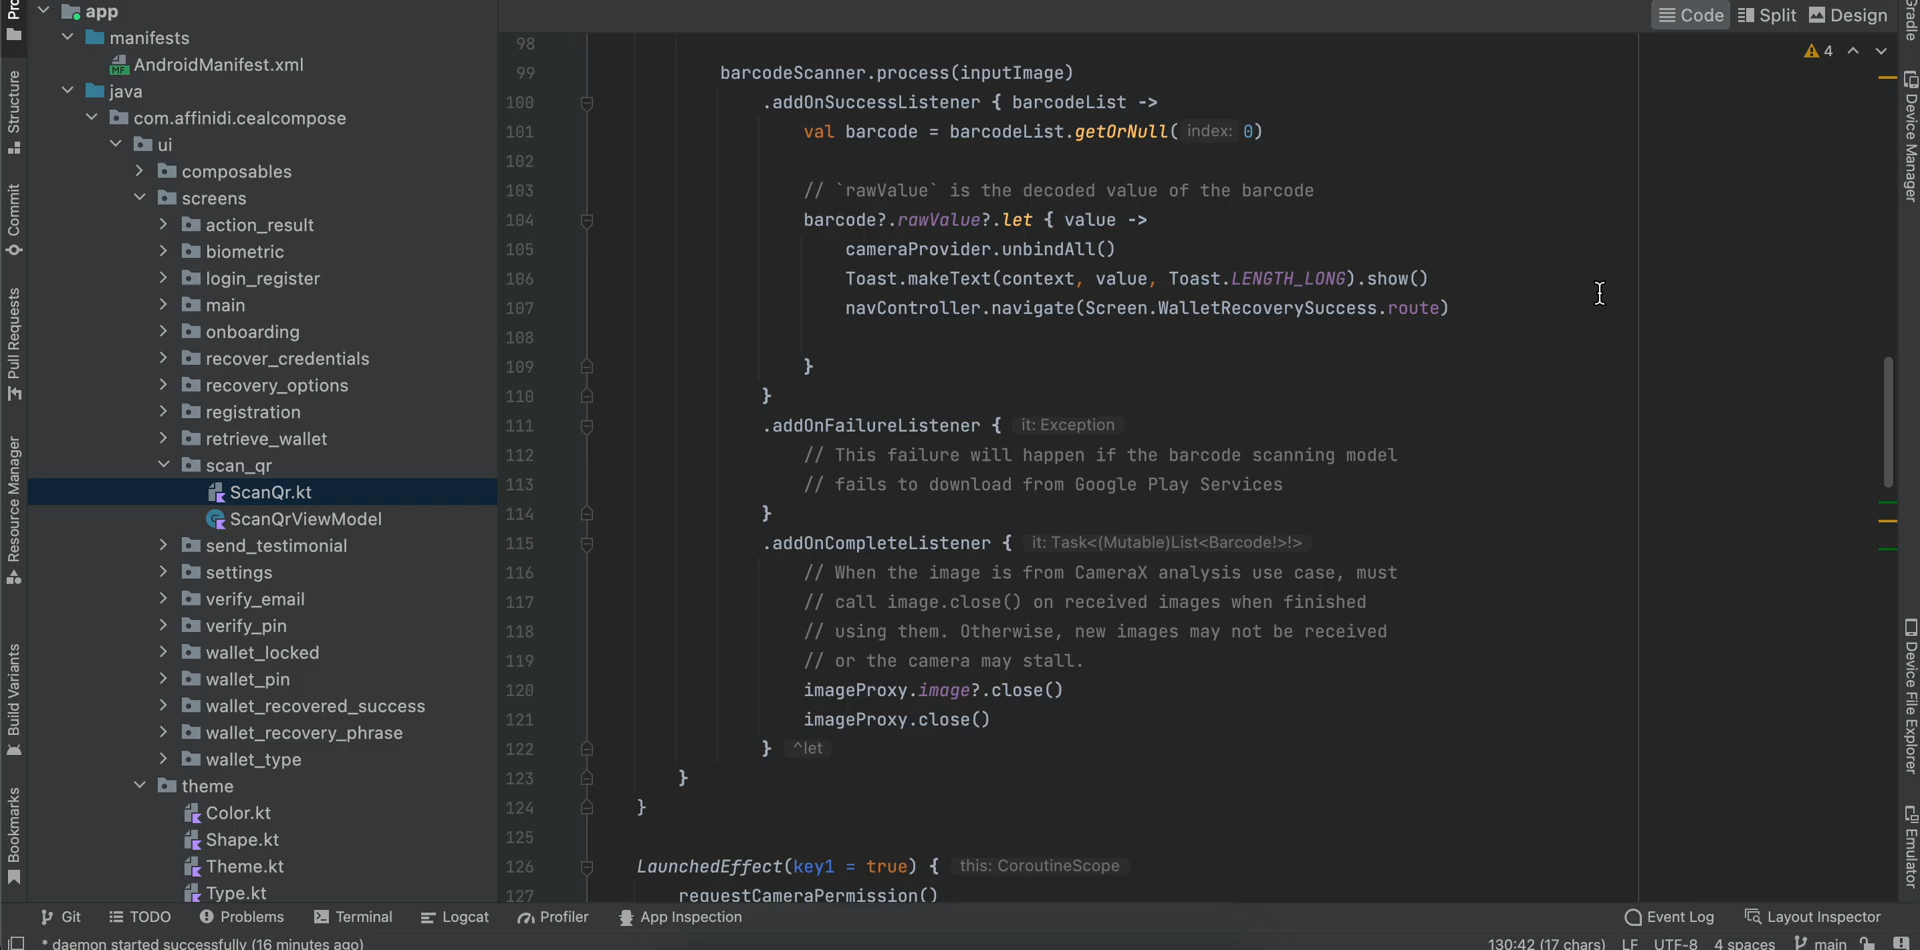 app
manifests
AndroidManifest.xml
java
com.affinidi.cealcompose
ui
composables
screens
action_result
biometric
login_register
main
onboarding
recover_credentials
recovery_options
registration
retrieve_wallet
scan_qr
ScanQr.kt
ScanQrViewModel
send_testimonial
settings
verify_email
verify_pin
wallet_locked
wallet_pin
wallet_recovered_success
wallet_recovery_phrase
wallet_type
theme
Color.kt
Shape.kt
Theme.kt
Type.kt
Structure
Commit
Pull Requests
Resource Manager
Build Variants
Bookmarks
Code Split Design
4
98
99 barcodeScanner.process(inputImage)
100 .addOnSuccessListener { barcodeList ->
101 val barcode = barcodeList.getOrNull( index: 0)
102
103 // `rawValue` is the decoded value of the barcode
104 barcode?.rawValue?.let { value ->
105 cameraProvider.unbindAll()
106 Toast.makeText(context, value, Toast.LENGTH_LONG).show()
107 navController.navigate(Screen.WalletRecoverySuccess.route)
108
109 }
110 }
111 .addOnFailureListener { it: Exception
112 // This failure will happen if the barcode scanning model
113 // fails to download from Google Play Services
114 }
115 .addOnCompleteListener { it: Task<(Mutable)List<Barcode!>!>
116 // When the image is from CameraX analysis use case, must
117 // call image.close() on received images when finished
118 // using them. Otherwise, new images may not be received
119 // or the camera may stall.
120 imageProxy.image?.close()
121 imageProxy.close()
122 } ^let
123 }
124 }
125
126 LaunchedEffect(key1 = true) { this: CoroutineScope
127 requestCameraPermission()
Gradle
Device Manager
Device File Explorer
Emulator
Git TODO Problems Terminal Logcat Profiler App Inspection Event Log Layout Inspector
* daemon started successfully (16 minutes ago) 130:42 (17 chars) LF UTF-8 4 spaces main